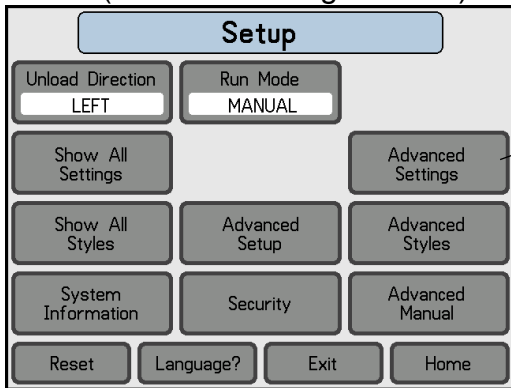 Setup
Unload Direction
LEFT
Run Mode
MANUAL
Show All
Settings
Advanced
Settings
Show All
Styles
Advanced
Setup
Advanced
Styles
System
Information
Security
Advanced
Manual
Reset
Language?
Exit
Home